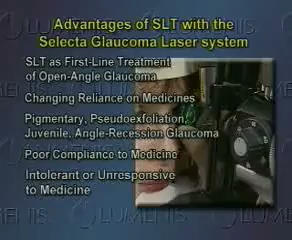 Advantages of SLT with the
Selecta Glaucoma Laser system
SLT as First-Line Treatment
of Open-Angle Glaucoma
Changing Reliance on Medicines
Pigmentary, Pseudoexfoliation,
Juvenile, Angle-Recession Glaucoma
Poor Compliance to Medicine
Intolerant or Unresponsive
to Medicine
LUMENIS